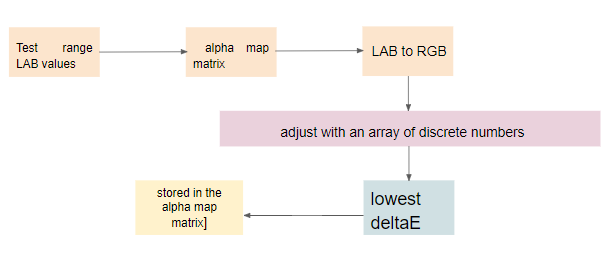 Test range
LAB values
alpha map
matrix
LAB to RGB
adjust with an array of discrete numbers
lowest
deltaE
stored in the
alpha map
matrix]